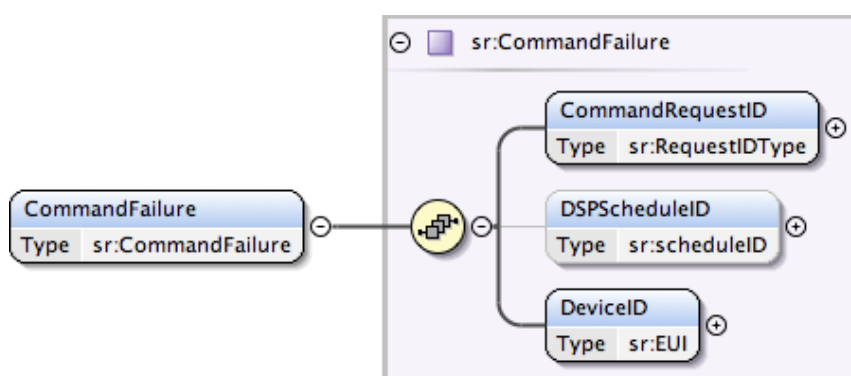 sr:CommandFailure
CommandRequestID
Type sr:RequestIDType
CommandFailure
Type sr:CommandFailure
DSPScheduleID
Type sr:scheduleID
DeviceID
Type sr:EUI